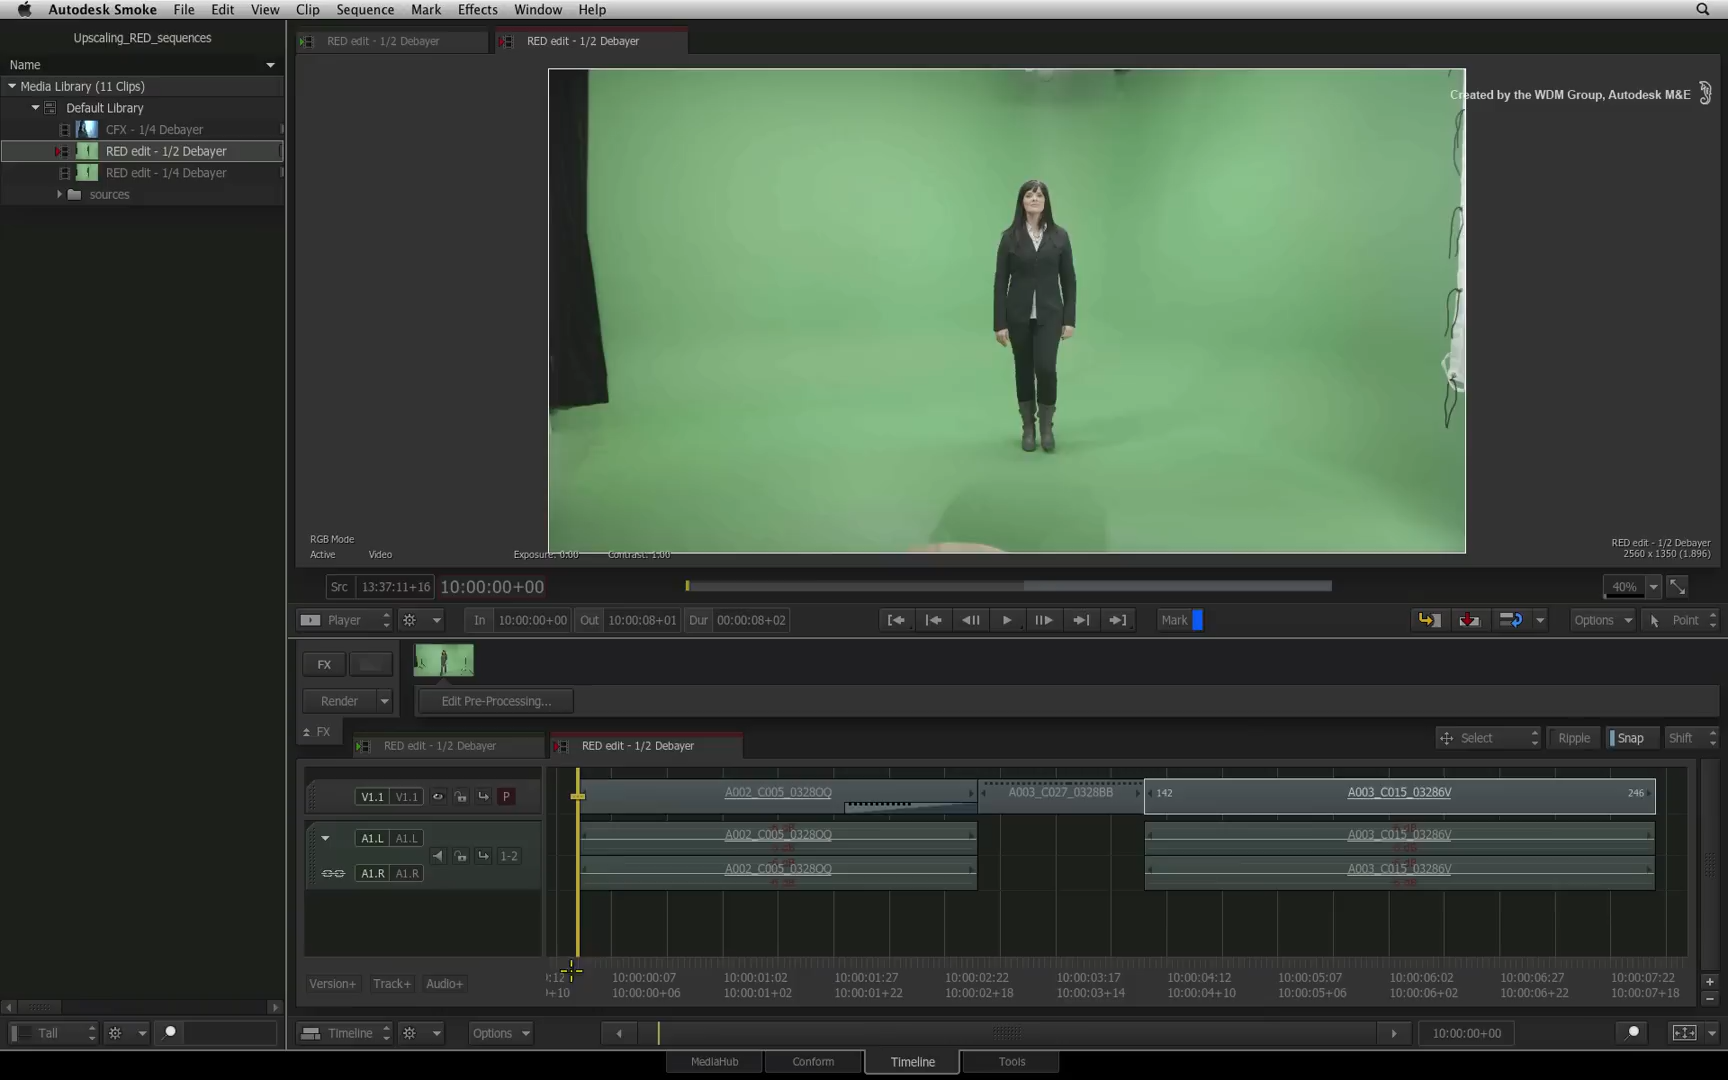 Autodesk Smoke File Edit View Clip Sequence Mark Effects Window Help
Upscaling_RED_sequences
Name
Media Library (11 Clips)
Default Library
CFX - 1/4 Debayer
RED edit - 1/2 Debayer
RED edit - 1/4 Debayer
sources
RED edit - 1/2 Debayer
RED edit - 1/2 Debayer
Created by the WDM Group, Autodesk M&E
RGB Mode
Active Video Exposure: 0.00 Contrast: 1.00
RED edit - 1/2 Debayer
2560 x 1350 (1.896)
Src 13:37:11+16 10:00:00+00 40%
Player In 10:00:00+00 Out 10:00:08+01 Dur 00:00:08+02 Mark Options Point
FX
Render Edit Pre-Processing...
FX
RED edit - 1/2 Debayer
RED edit - 1/2 Debayer
Select Ripple Snap Shift
V1.1 V1.1 P A002_C005_0328OQ A003_C027_0328BB 142 A003_C015_03286V 246
A1.L A1.L A002_C005_0328OQ A003_C015_03286V
1-2
A1.R A1.R A002_C005_0328OQ A003_C015_03286V
Version+ Track+ Audio+
10:00:00:07 10:00:01:02 10:00:01:27 10:00:02:22 10:00:03:17 10:00:04:12 10:00:05:07 10:00:06:02 10:00:06:27 10:00:07:22
10:00:00+06 10:00:01+02 10:00:01+22 10:00:02+18 10:00:03+14 10:00:04+10 10:00:05+06 10:00:06+02 10:00:06+22 10:00:07+18
Tall Timeline Options 10:00:00+00
MediaHub Conform Timeline Tools